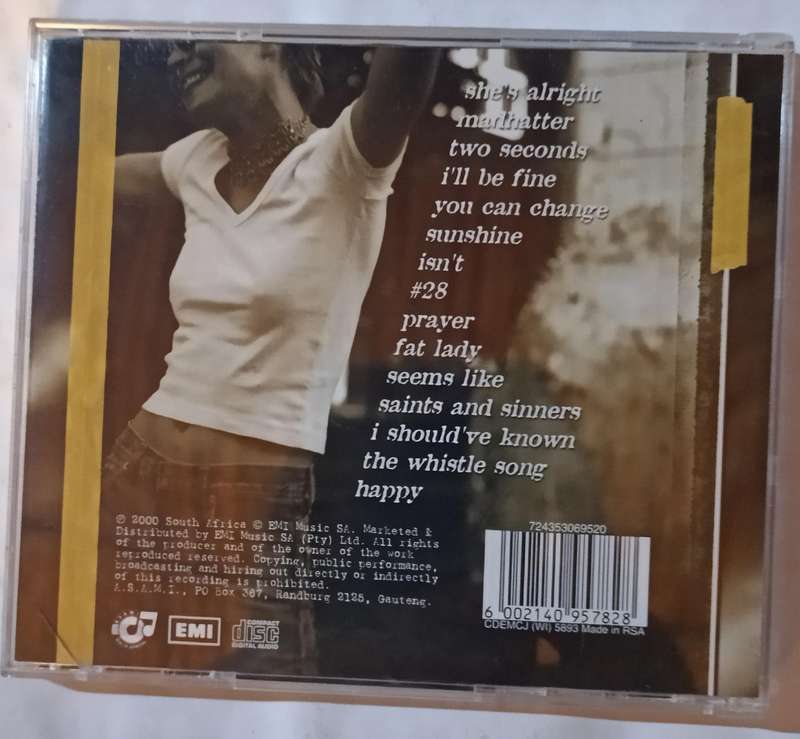 she's alright
madhatter
two seconds
i'll be fine
you can change
sunshine
isn't
#28
prayer
fat lady
seems like
saints and sinners
i should've known
the whistle song
happy
℗ 2000 South Africa © EMI Music SA. Marketed &
Distributed by EMI Music SA (Pty) Ltd. All rights
of the producer and of the owner of the work
reproduced reserved. Copying, public performance,
broadcasting and hiring out directly or indirectly
of this recording is prohibited.
A.S.A.M.I., PO Box 367, Randburg 2125, Gauteng.
724353069520
6 002140 957828
CDEMCJ (WI) 5893 Made in RSA
EMI
COMPACT
disc
DIGITAL AUDIO